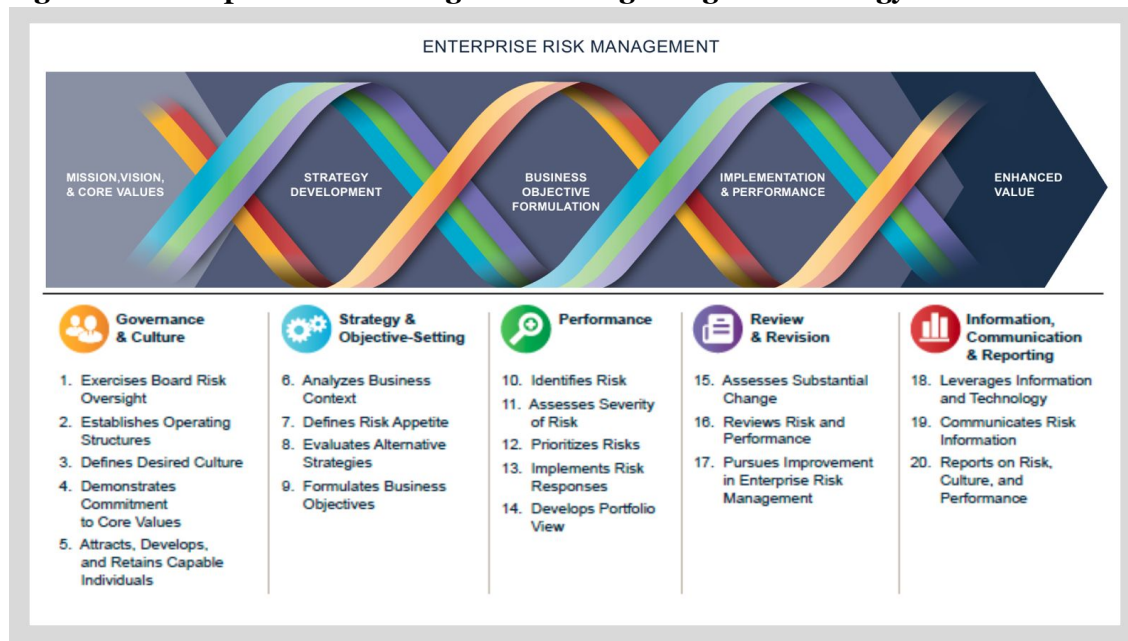 ENTERPRISE RISK MANAGEMENT
MISSION,VISION,
& CORE VALUES
STRATEGY
DEVELOPMENT
BUSINESS
OBJECTIVE
FORMULATION
IMPLEMENTATION
& PERFORMANCE
ENHANCED
VALUE
Governance
& Culture
1. Exercises Board Risk
Oversight
2. Establishes Operating
Structures
3. Defines Desired Culture
4. Demonstrates
Commitment
to Core Values
5. Attracts, Develops,
and Retains Capable
Individuals
Strategy &
Objective-Setting
6. Analyzes Business
Context
7. Defines Risk Appetite
8. Evaluates Alternative
Strategies
9. Formulates Business
Objectives
Performance
10. Identifies Risk
11. Assesses Severity
of Risk
12. Prioritizes Risks
13. Implements Risk
Responses
14. Develops Portfolio
View
Review
& Revision
15. Assesses Substantial
Change
16. Reviews Risk and
Performance
17. Pursues Improvement
in Enterprise Risk
Management
Information,
Communication
& Reporting
18. Leverages Information
and Technology
19. Communicates Risk
Information
20. Reports on Risk,
Culture, and
Performance